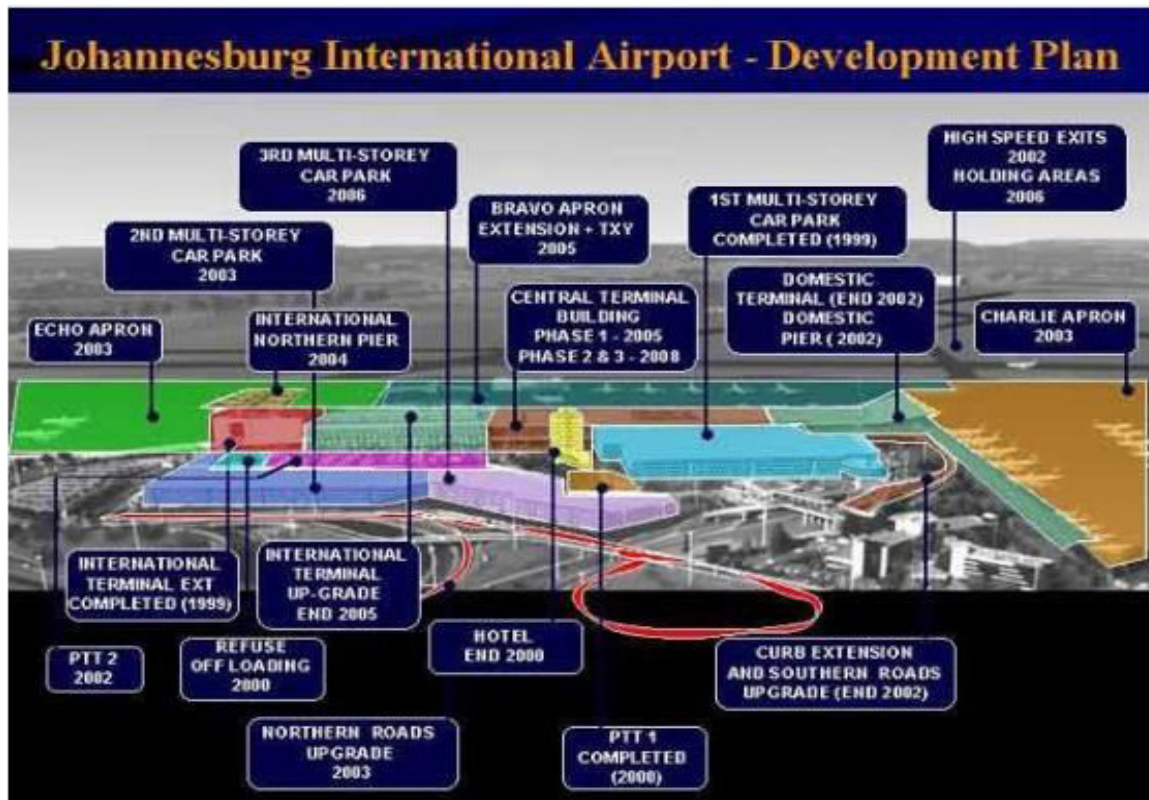 Johannesburg International Airport - Development Plan
3RD MULTI-STOREY
CAR PARK
2006
HIGH SPEED EXITS
2002
HOLDING AREAS
2006
2ND MULTI-STOREY
CAR PARK
2003
BRAVO APRON
EXTENSION + TXY
2005
1ST MULTI-STOREY
CAR PARK
COMPLETED (1999)
ECHO APRON
2003
INTERNATIONAL
NORTHERN PIER
2004
CENTRAL TERMINAL
BUILDING
PHASE 1 - 2005
PHASE 2 & 3 - 2008
DOMESTIC
TERMINAL (END 2002)
DOMESTIC
PIER ( 2002)
CHARLIE APRON
2003
INTERNATIONAL
TERMINAL EXT
COMPLETED (1999)
INTERNATIONAL
TERMINAL
UP-GRADE
END 2005
PTT 2
2002
REFUSE
OFF LOADING
2000
HOTEL
END 2000
CURB EXTENSION
AND SOUTHERN ROADS
UPGRADE (END 2002)
NORTHERN ROADS
UPGRADE
2003
PTT 1
COMPLETED
(2000)